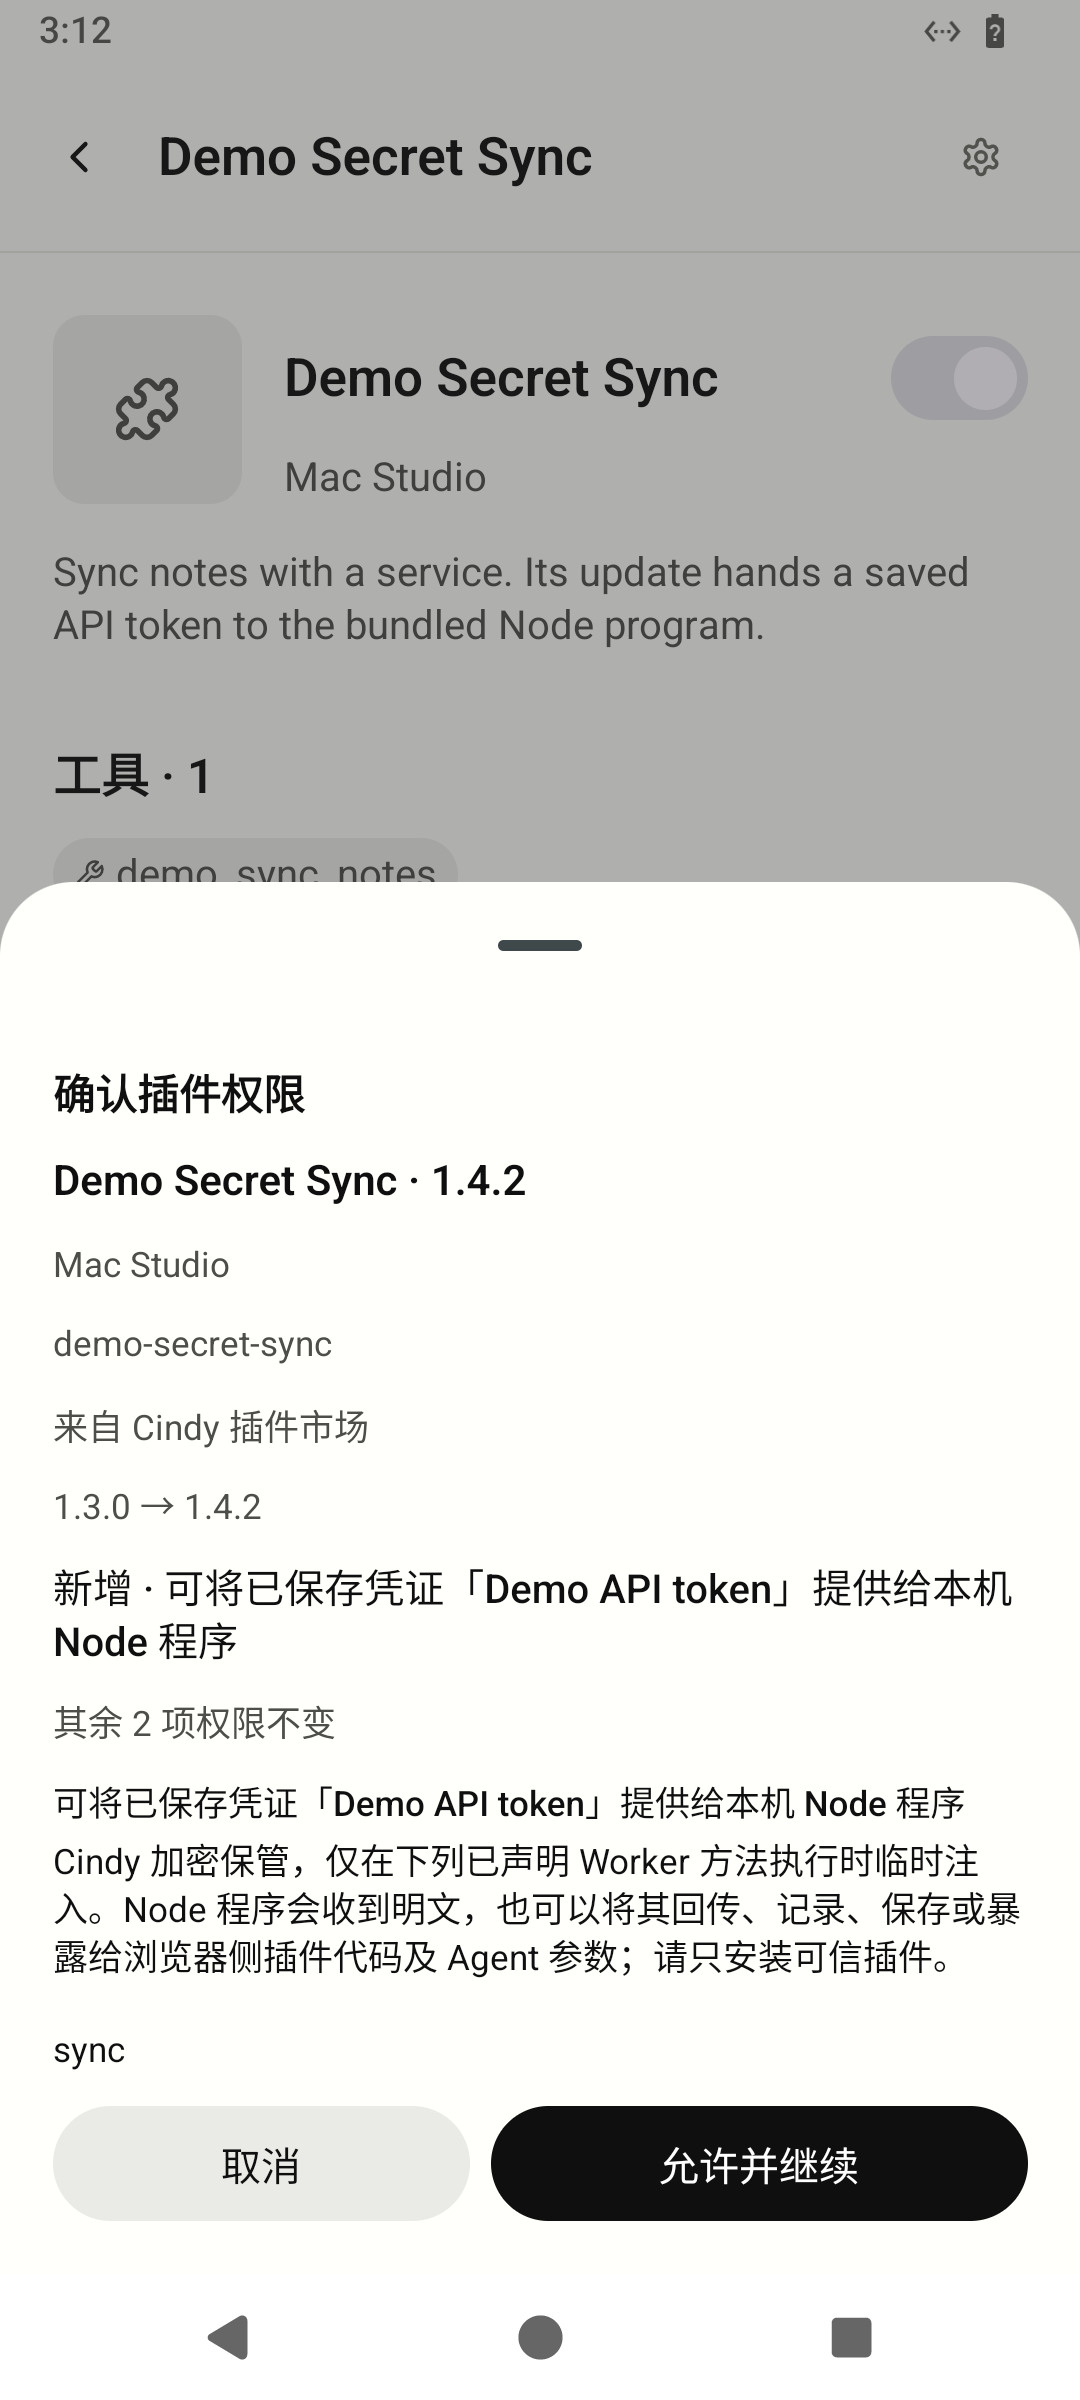 3:12
Demo Secret Sync
Demo Secret Sync
Mac Studio
Sync notes with a service. Its update hands a saved
API token to the bundled Node program.
工具 · 1
demo_sync_notes
确认插件权限
Demo Secret Sync · 1.4.2
Mac Studio
demo-secret-sync
来自 Cindy 插件市场
1.3.0 → 1.4.2
新增 · 可将已保存凭证「Demo API token」提供给本机
Node 程序
其余 2 项权限不变
可将已保存凭证「Demo API token」提供给本机 Node 程序
Cindy 加密保管，仅在下列已声明 Worker 方法执行时临时注
入。Node 程序会收到明文，也可以将其回传、记录、保存或暴
露给浏览器侧插件代码及 Agent 参数；请只安装可信插件。
sync
取消
允许并继续